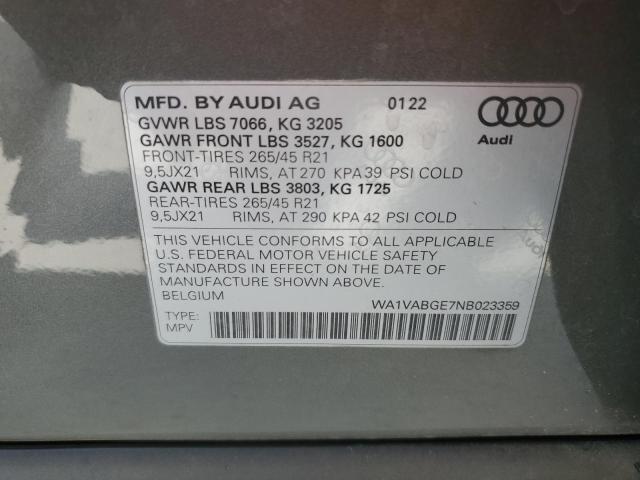 MFD. BY AUDI AG 0122
GVWR LBS 7066, KG 3205
GAWR FRONT LBS 3527, KG 1600
FRONT-TIRES 265/45 R21
9,5JX21 RIMS, AT 270 KPA 39 PSI COLD
GAWR REAR LBS 3803, KG 1725
REAR-TIRES 265/45 R21
9,5JX21 RIMS, AT 290 KPA 42 PSI COLD
Audi
THIS VEHICLE CONFORMS TO ALL APPLICABLE
U.S. FEDERAL MOTOR VEHICLE SAFETY
STANDARDS IN EFFECT ON THE DATE OF
MANUFACTURE SHOWN ABOVE.
BELGIUM
WA1VABGE7NB023359
TYPE:
MPV